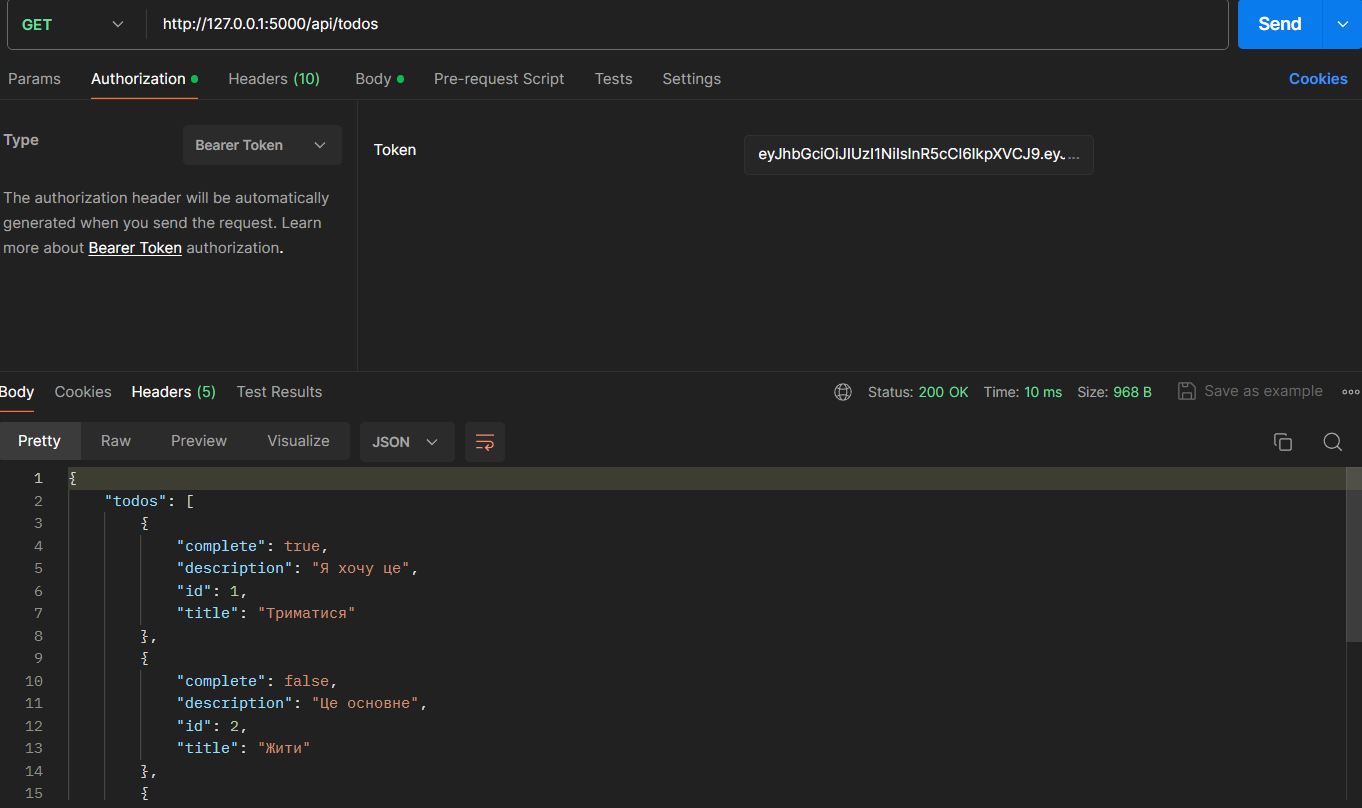 GET http://127.0.0.1:5000/api/todos Send
Params Authorization Headers (10) Body Pre-request Script Tests Settings Cookies
Type Bearer Token Token eyJhbGciOiJIUzI1NiIsInR5cCI6IkpXVCJ9.eyJ...
The authorization header will be automatically
generated when you send the request. Learn
more about Bearer Token authorization.
Body Cookies Headers (5) Test Results Status: 200 OK Time: 10 ms Size: 968 B Save as example
Pretty Raw Preview Visualize JSON
1 {
2 "todos": [
3 {
4 "complete": true,
5 "description": "Я хочу це",
6 "id": 1,
7 "title": "Триматися"
8 },
9 {
10 "complete": false,
11 "description": "Це основне",
12 "id": 2,
13 "title": "Жити"
14 },
15 {